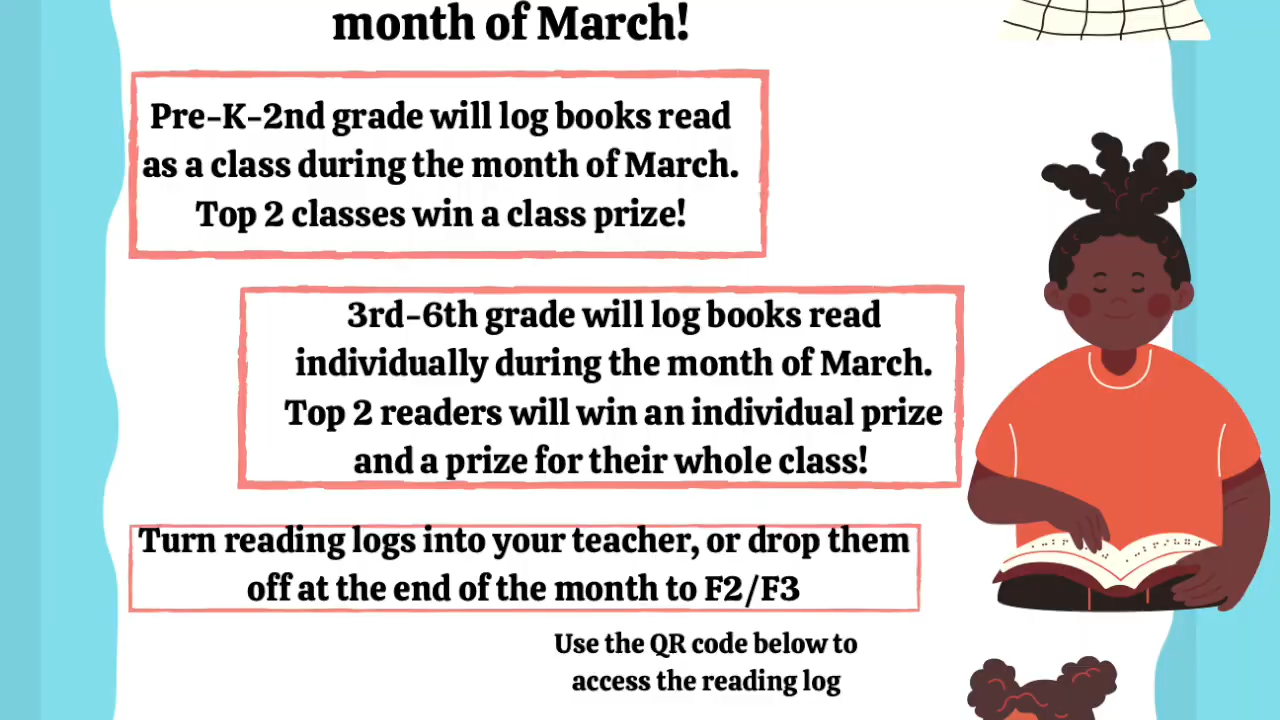 month of March!
Pre-K-2nd grade will log books read
as a class during the month of March.
Top 2 classes win a class prize!
3rd-6th grade will log books read
individually during the month of March.
Top 2 readers will win an individual prize
and a prize for their whole class!
Turn reading logs into your teacher, or drop them
off at the end of the month to F2/F3
Use the QR code below to
access the reading log